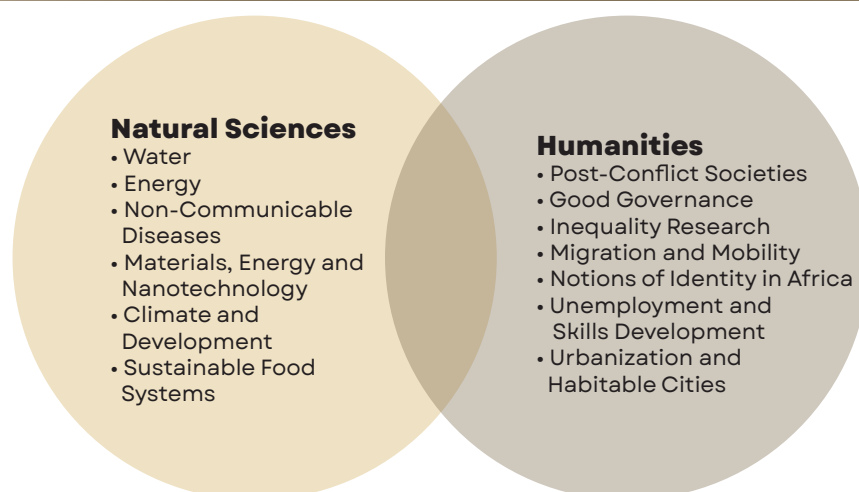 Natural Sciences
• Water
• Energy
• Non-Communicable
Diseases
• Materials, Energy and
Nanotechnology
• Climate and
Development
• Sustainable Food
Systems
Humanities
• Post-Conflict Societies
• Good Governance
• Inequality Research
• Migration and Mobility
• Notions of Identity in Africa
• Unemployment and
Skills Development
• Urbanization and
Habitable Cities